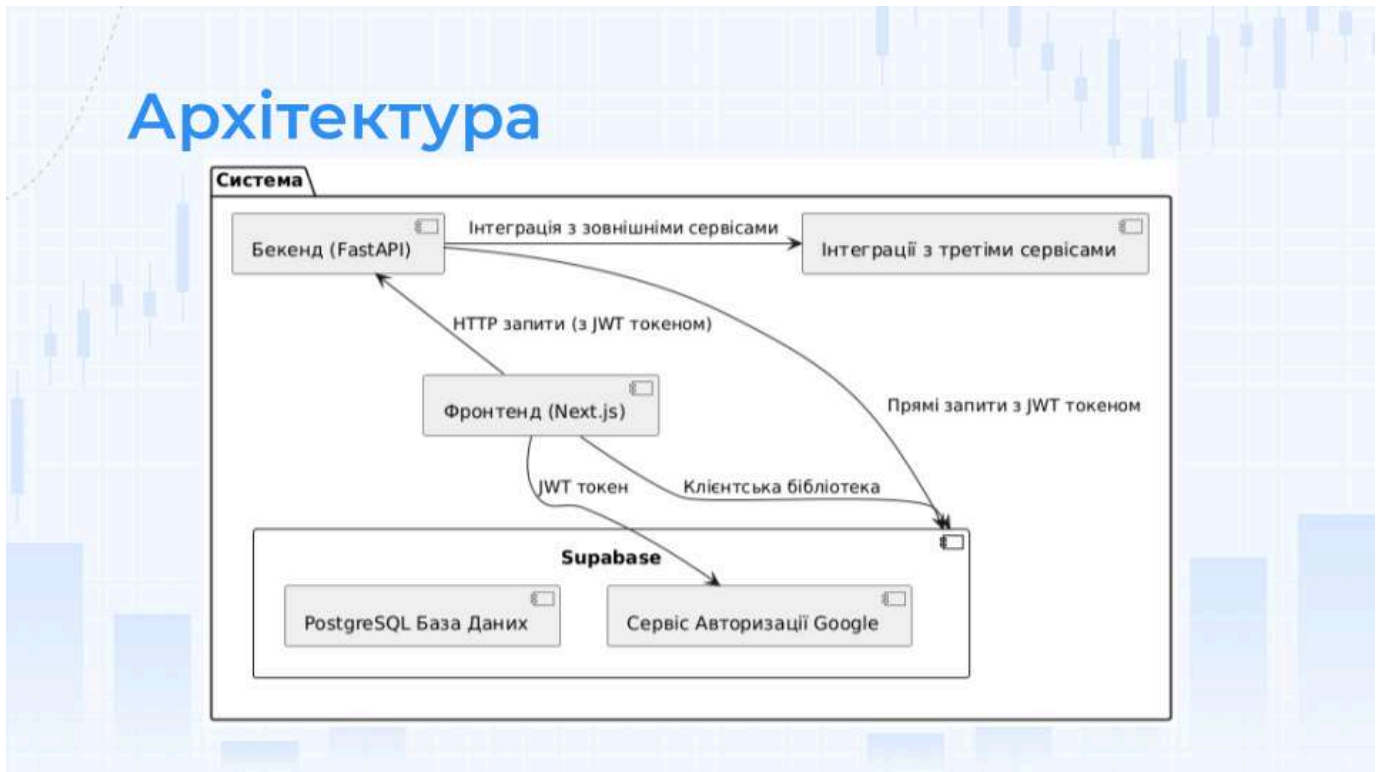 Архітектура
Система
Бекенд (FastAPI)
Інтеграція з зовнішніми сервісами
Інтеграції з третіми сервісами
HTTP запити (з JWT токеном)
Фронтенд (Next.js)
Прямі запити з JWT токеном
JWT токен
Клієнтська бібліотека
Supabase
PostgreSQL База Даних
Сервіс Авторизації Google